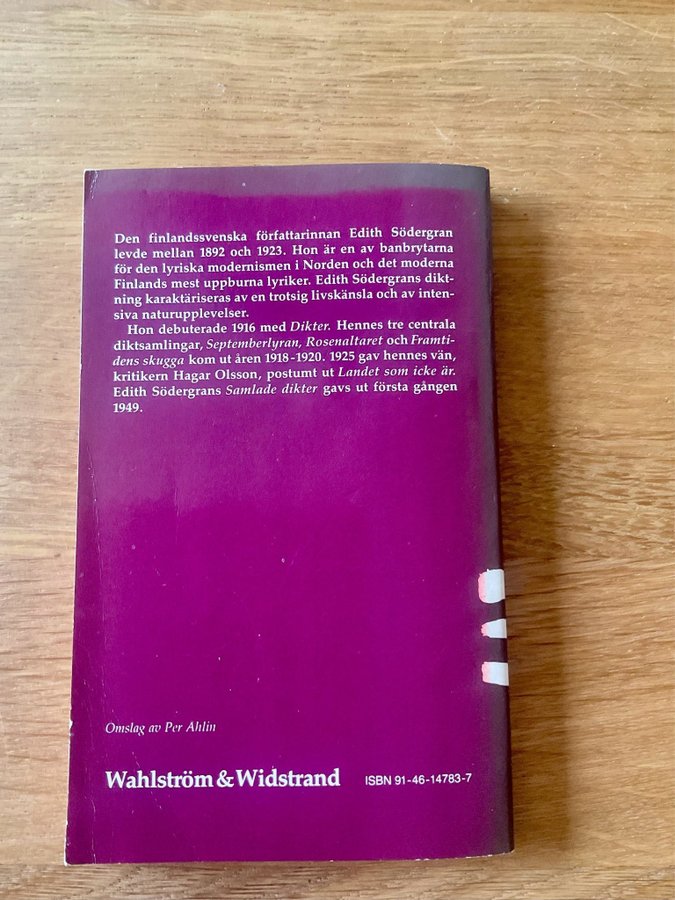 Den finlandssvenska författarinnan Edith Södergran
levde mellan 1892 och 1923. Hon är en av banbrytarna
för den lyriska modernismen i Norden och det moderna
Finlands mest uppburna lyriker. Edith Södergrans dikt-
ning karaktäriseras av en trotsig livskänsla och av inten-
siva naturupplevelser.
Hon debuterade 1916 med Dikter. Hennes tre centrala
diktsamlingar, Septemberlyran, Rosenaltaret och Framti-
dens skugga kom ut åren 1918-1920. 1925 gav hennes vän,
kritikern Hagar Olsson, postumt ut Landet som icke är.
Edith Södergrans Samlade dikter gavs ut första gången
1949.
Omslag av Per Åhlin
Wahlström & Widstrand ISBN 91-46-14783-7